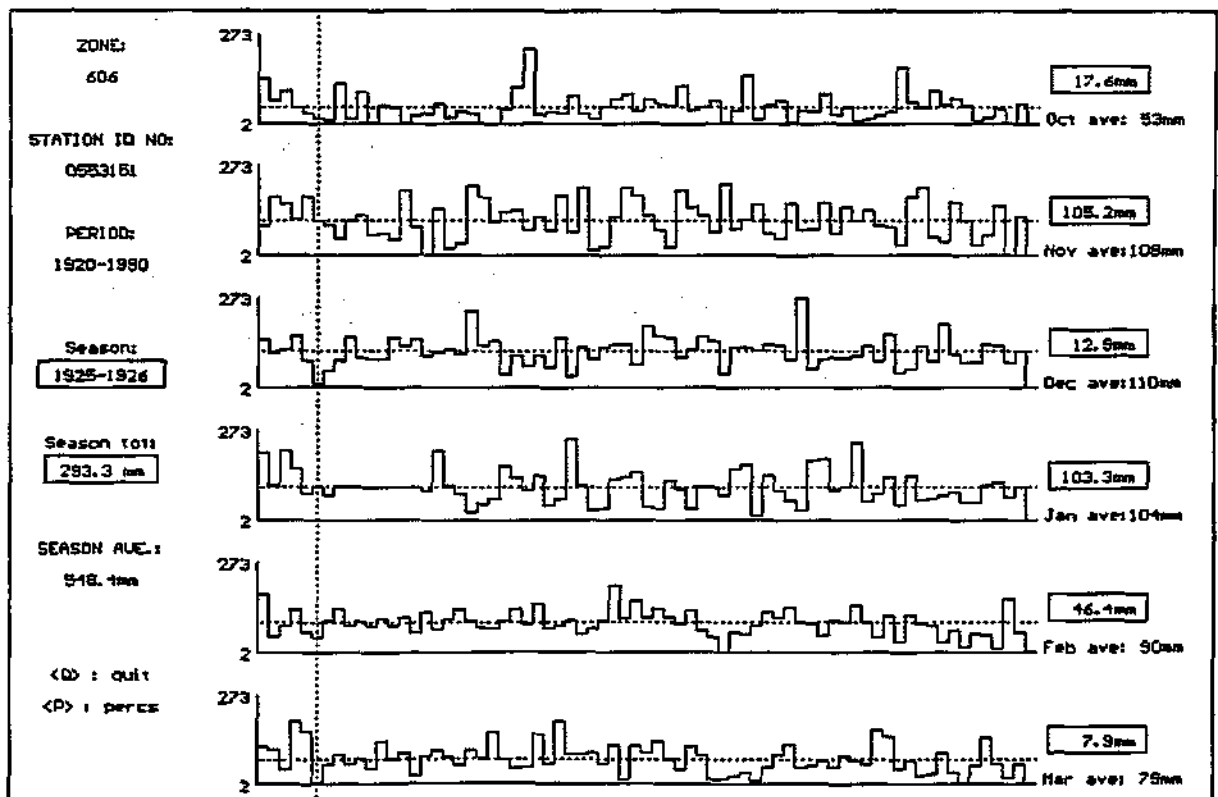 ZONE:
606
STATION ID NO:
0553151
PERIOD:
1920-1990
Season:
1925-1926
Season tot:
293.3 mm
SEASON AVE.:
548.4mm
<Q> : quit
<P> : percs
273
2
17.6mm
Oct ave: 53mm
273
2
105.2mm
Nov ave:108mm
273
2
12.9mm
Dec ave:110mm
273
2
103.3mm
Jan ave:104mm
273
2
46.4mm
Feb ave: 90mm
273
2
7.9mm
Mar ave: 79mm